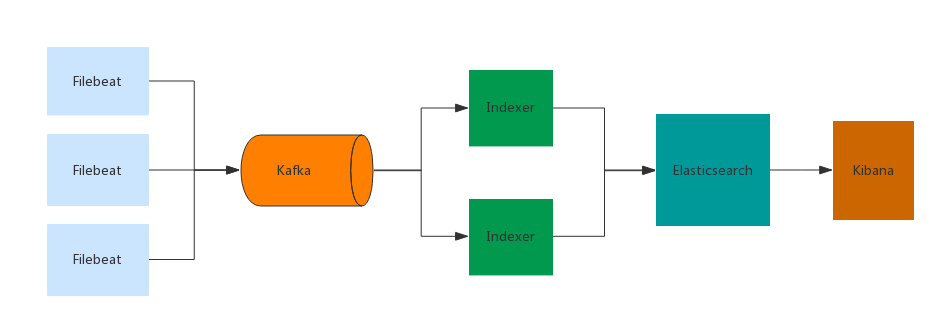 Filebeat
Filebeat
Filebeat
Kafka
Indexer
Indexer
Elasticsearch
Kibana